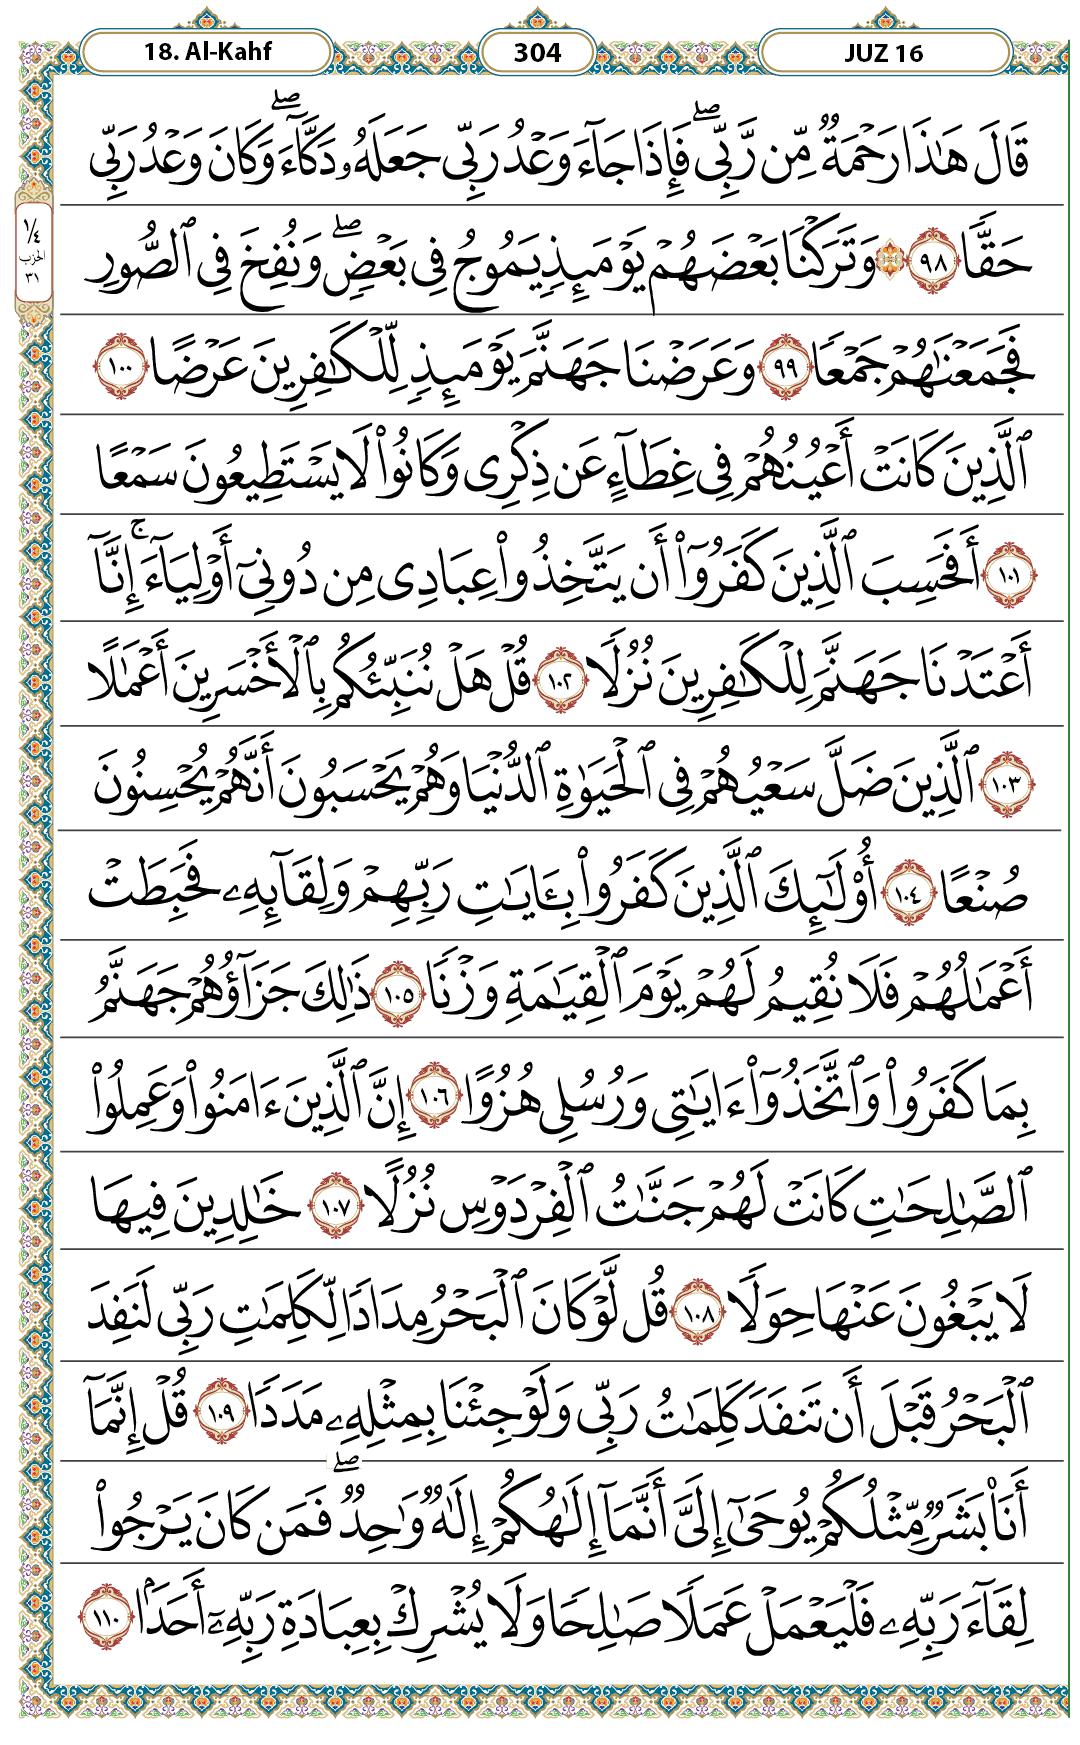 18. Al-Kahf
304
JUZ 16
قَالَ هَٰذَا رَحْمَةٌ مِّن رَّبِّي ۖ فَإِذَا جَآءَ وَعْدُ رَبِّي جَعَلَهُۥ دَكَّآءَ ۖ وَكَانَ وَعْدُ رَبِّي
حَقًّا ٩٨ ۞ وَتَرَكْنَا بَعْضَهُمْ يَوْمَئِذٍ يَمُوجُ فِي بَعْضٍ ۖ وَنُفِخَ فِي ٱلصُّورِ
١/٤
الحزب
٣١
فَجَمَعْنَٰهُمْ جَمْعًا ٩٩ وَعَرَضْنَا جَهَنَّمَ يَوْمَئِذٍ لِّلْكَٰفِرِينَ عَرْضًا ١٠٠
ٱلَّذِينَ كَانَتْ أَعْيُنُهُمْ فِي غِطَآءٍ عَن ذِكْرِي وَكَانُوا۟ لَا يَسْتَطِيعُونَ سَمْعًا
١٠١ أَفَحَسِبَ ٱلَّذِينَ كَفَرُوٓا۟ أَن يَتَّخِذُوا۟ عِبَادِي مِن دُونِيٓ أَوْلِيَآءَ ۚ إِنَّآ
أَعْتَدْنَا جَهَنَّمَ لِلْكَٰفِرِينَ نُزُلًا ١٠٢ قُلْ هَلْ نُنَبِّئُكُم بِٱلْأَخْسَرِينَ أَعْمَٰلًا
١٠٣ ٱلَّذِينَ ضَلَّ سَعْيُهُمْ فِي ٱلْحَيَوٰةِ ٱلدُّنْيَا وَهُمْ يَحْسَبُونَ أَنَّهُمْ يُحْسِنُونَ
صُنْعًا ١٠٤ أُو۟لَٰٓئِكَ ٱلَّذِينَ كَفَرُوا۟ بِـَٔايَٰتِ رَبِّهِمْ وَلِقَآئِهِۦ فَحَبِطَتْ
أَعْمَٰلُهُمْ فَلَا نُقِيمُ لَهُمْ يَوْمَ ٱلْقِيَٰمَةِ وَزْنًا ١٠٥ ذَٰلِكَ جَزَآؤُهُمْ جَهَنَّمُ
بِمَا كَفَرُوا۟ وَٱتَّخَذُوٓا۟ ءَايَٰتِي وَرُسُلِي هُزُوًا ١٠٦ إِنَّ ٱلَّذِينَ ءَامَنُوا۟ وَعَمِلُوا۟
ٱلصَّٰلِحَٰتِ كَانَتْ لَهُمْ جَنَّٰتُ ٱلْفِرْدَوْسِ نُزُلًا ١٠٧ خَٰلِدِينَ فِيهَا
لَا يَبْغُونَ عَنْهَا حِوَلًا ١٠٨ قُل لَّوْ كَانَ ٱلْبَحْرُ مِدَادًا لِّكَلِمَٰتِ رَبِّي لَنَفِدَ
ٱلْبَحْرُ قَبْلَ أَن تَنفَدَ كَلِمَٰتُ رَبِّي وَلَوْ جِئْنَا بِمِثْلِهِۦ مَدَدًا ١٠٩ قُلْ إِنَّمَآ
أَنَا۠ بَشَرٌ مِّثْلُكُمْ يُوحَىٰٓ إِلَيَّ أَنَّمَآ إِلَٰهُكُمْ إِلَٰهٌ وَٰحِدٌ ۖ فَمَن كَانَ يَرْجُوا۟
لِقَآءَ رَبِّهِۦ فَلْيَعْمَلْ عَمَلًا صَٰلِحًا وَلَا يُشْرِكْ بِعِبَادَةِ رَبِّهِۦٓ أَحَدًۢا ١١٠